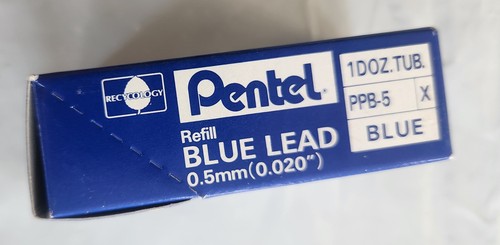 RECYCOLOGY
Pentel
Refill
BLUE LEAD
0.5mm(0.020")
1DOZ.TUB.
PPB-5 X
BLUE